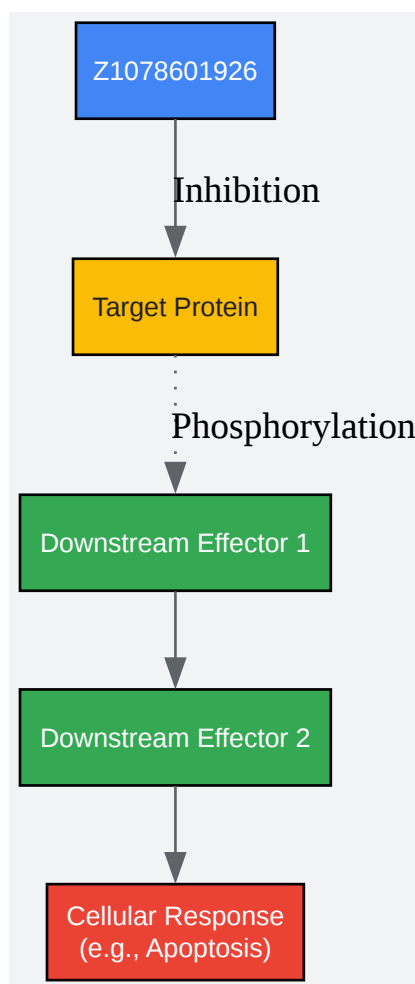 Z1078601926
Inhibition
Target Protein
Phosphorylation
Downstream Effector 1
Downstream Effector 2
Cellular Response
(e.g., Apoptosis)